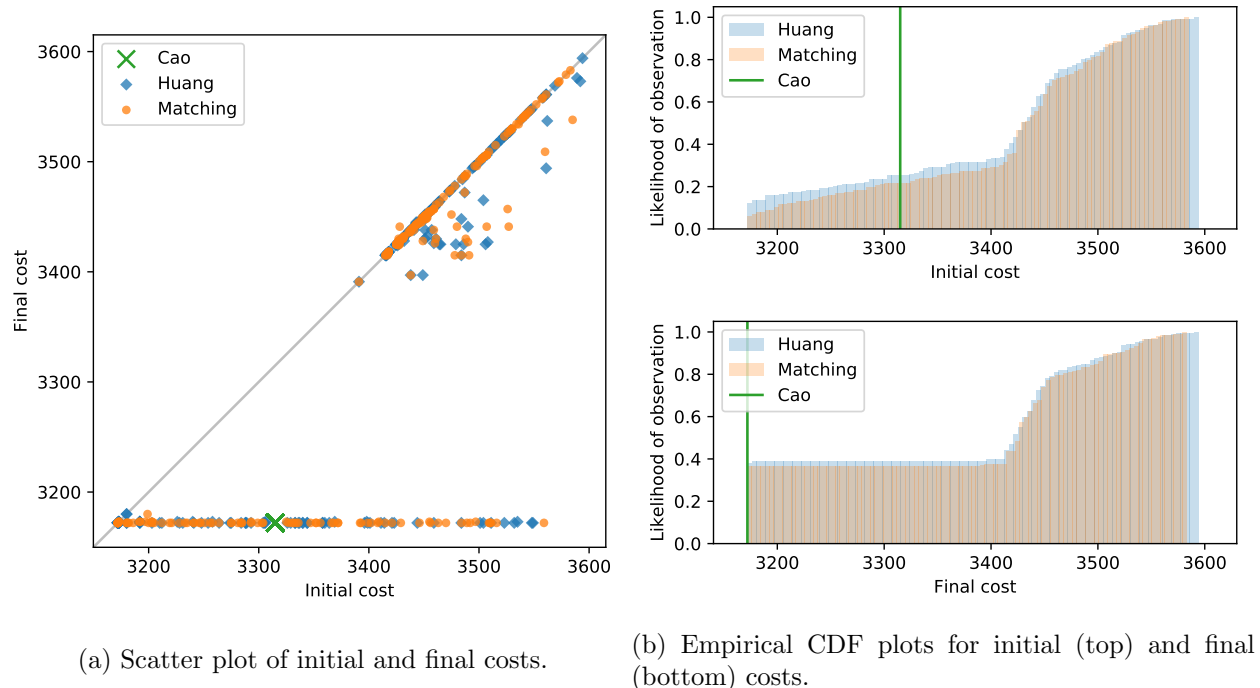 3600
3500
3400
3300
3200
Final cost
Cao
Huang
Matching
3200
3300
3400
3500
3600
Initial cost
(a) Scatter plot of initial and final costs.
1.0
0.8
0.6
0.4
0.2
0.0
Likelihood of observation
Huang
Matching
Cao
3200
3300
3400
3500
3600
Initial cost
1.0
0.8
0.6
0.4
0.2
0.0
Likelihood of observation
Huang
Matching
Cao
3200
3300
3400
3500
3600
Final cost
(b) Empirical CDF plots for initial (top) and final
(bottom) costs.